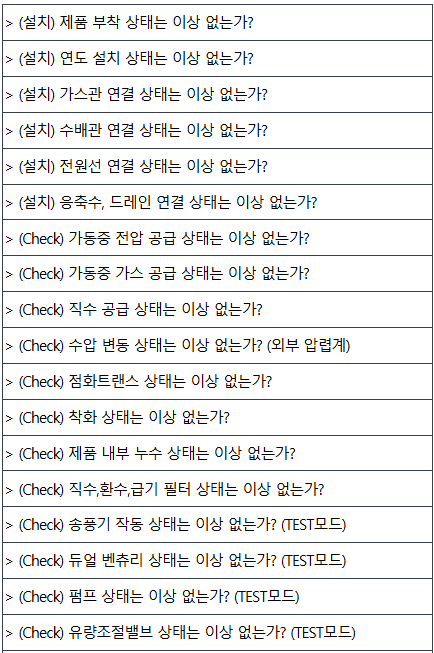 > (설치) 제품 부착 상태는 이상 없는가?
> (설치) 연도 설치 상태는 이상 없는가?
> (설치) 가스관 연결 상태는 이상 없는가?
> (설치) 수배관 연결 상태는 이상 없는가?
> (설치) 전원선 연결 상태는 이상 없는가?
> (설치) 응축수, 드레인 연결 상태는 이상 없는가?
> (Check) 가동중 전압 공급 상태는 이상 없는가?
> (Check) 가동중 가스 공급 상태는 이상 없는가?
> (Check) 직수 공급 상태는 이상 없는가?
> (Check) 수압 변동 상태는 이상 없는가? (외부 압렵계)
> (Check) 점화트랜스 상태는 이상 없는가?
> (Check) 착화 상태는 이상 없는가?
> (Check) 제품 내부 누수 상태는 이상 없는가?
> (Check) 직수,환수,급기 필터 상태는 이상 없는가?
> (Check) 송풍기 작동 상태는 이상 없는가? (TEST모드)
> (Check) 듀얼 벤츄리 상태는 이상 없는가? (TEST모드)
> (Check) 펌프 상태는 이상 없는가? (TEST모드)
> (Check) 유량조절밸브 상태는 이상 없는가? (TEST모드)